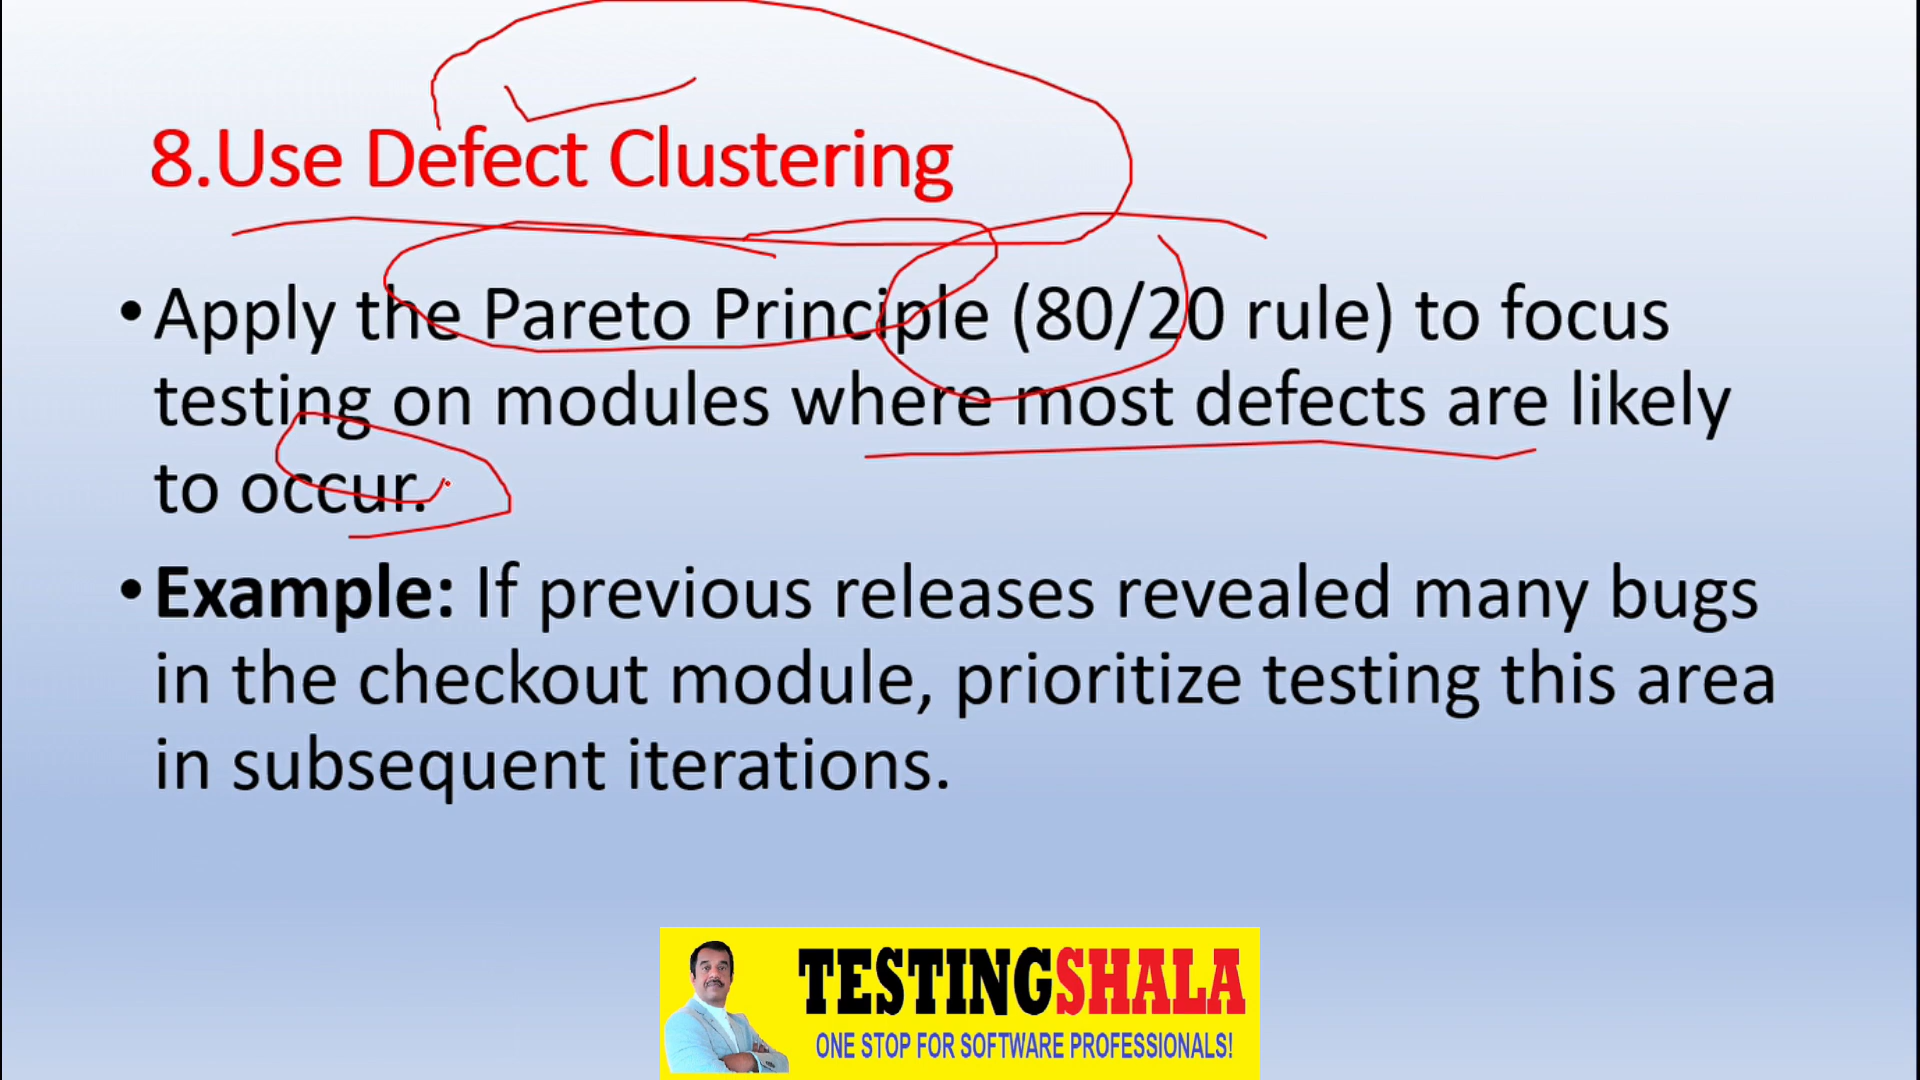 8.Use Defect Clustering
• Apply the Pareto Principle (80/20 rule) to focus
testing on modules where most defects are likely
to occur.
• Example: If previous releases revealed many bugs
in the checkout module, prioritize testing this area
in subsequent iterations.
TESTINGSHALA
ONE STOP FOR SOFTWARE PROFESSIONALS!